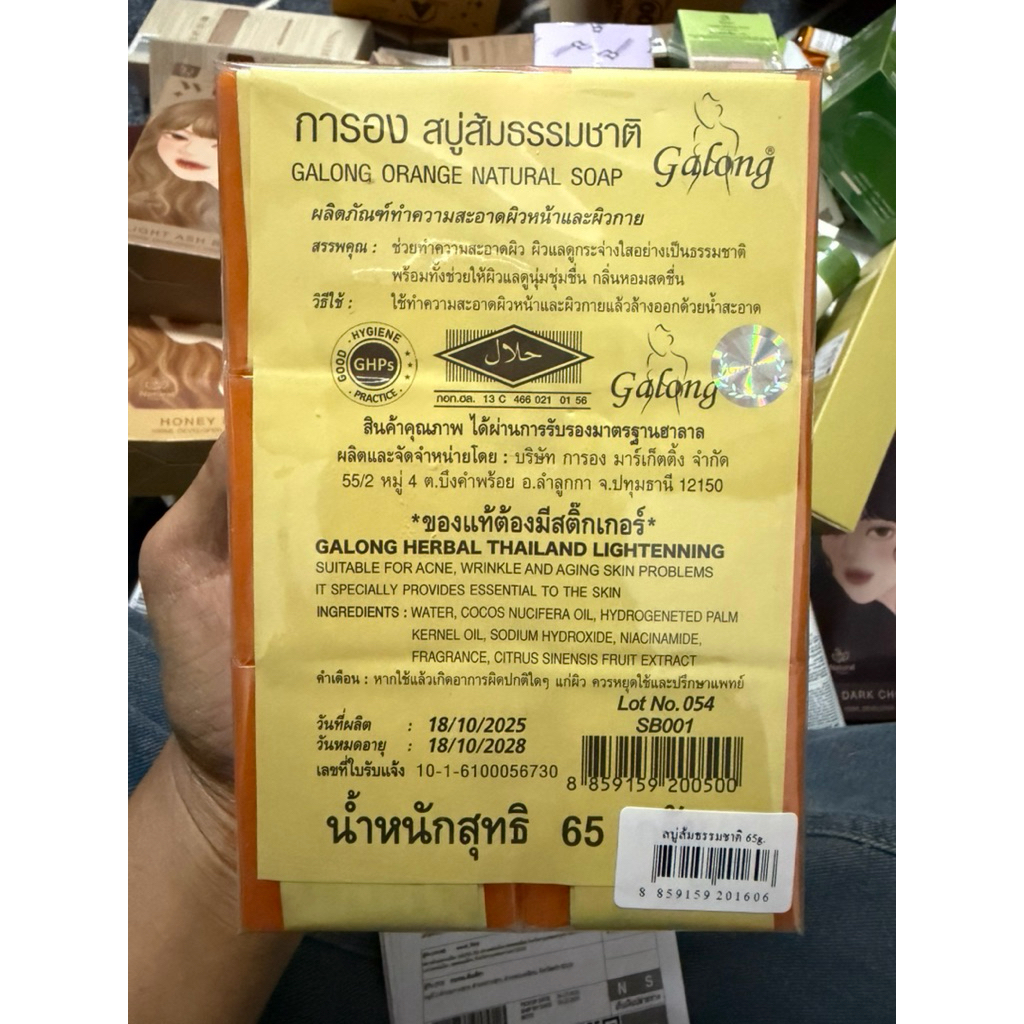 การอง สบู่ส้มธรรมชาติ
GALONG ORANGE NATURAL SOAP
Galong®
ผลิตภัณฑ์ทำความสะอาดผิวหน้าและผิวกาย
สรรพคุณ : ช่วยทำความสะอาดผิว ผิวแลดูกระจ่างใสอย่างเป็นธรรมชาติ
พร้อมทั้งช่วยให้ผิวแลดูนุ่มชุ่มชื่น กลิ่นหอมสดชื่น
วิธีใช้ : ใช้ทำความสะอาดผิวหน้าและผิวกายแล้วล้างออกด้วยน้ำสะอาด
GOOD HYGIENE PRACTICE
GHPs
حلال
กอท.ฮล. 13 C 466 021 01 56
Galong
สินค้าคุณภาพ ได้ผ่านการรับรองมาตรฐานฮาลาล
ผลิตและจัดจำหน่ายโดย : บริษัท การอง มาร์เก็ตติ้ง จำกัด
55/2 หมู่ 4 ต.บึงคำพร้อย อ.ลำลูกกา จ.ปทุมธานี 12150
*ของแท้ต้องมีสติ๊กเกอร์*
GALONG HERBAL THAILAND LIGHTENNING
SUITABLE FOR ACNE, WRINKLE AND AGING SKIN PROBLEMS
IT SPECIALLY PROVIDES ESSENTIAL TO THE SKIN
INGREDIENTS : WATER, COCOS NUCIFERA OIL, HYDROGENETED PALM
KERNEL OIL, SODIUM HYDROXIDE, NIACINAMIDE,
FRAGRANCE, CITRUS SINENSIS FRUIT EXTRACT
คำเตือน : หากใช้แล้วเกิดอาการผิดปกติใดๆ แก่ผิว ควรหยุดใช้และปรึกษาแพทย์
Lot No. 054
วันที่ผลิต : 18/10/2025
SB001
วันหมดอายุ : 18/10/2028
เลขที่ใบรับแจ้ง 10-1-6100056730
8 859159 200500
น้ำหนักสุทธิ 65
สบู่ส้มธรรมชาติ 65g.
8 859159 201606
LIGHT ASH
HONEY
DARK
N S